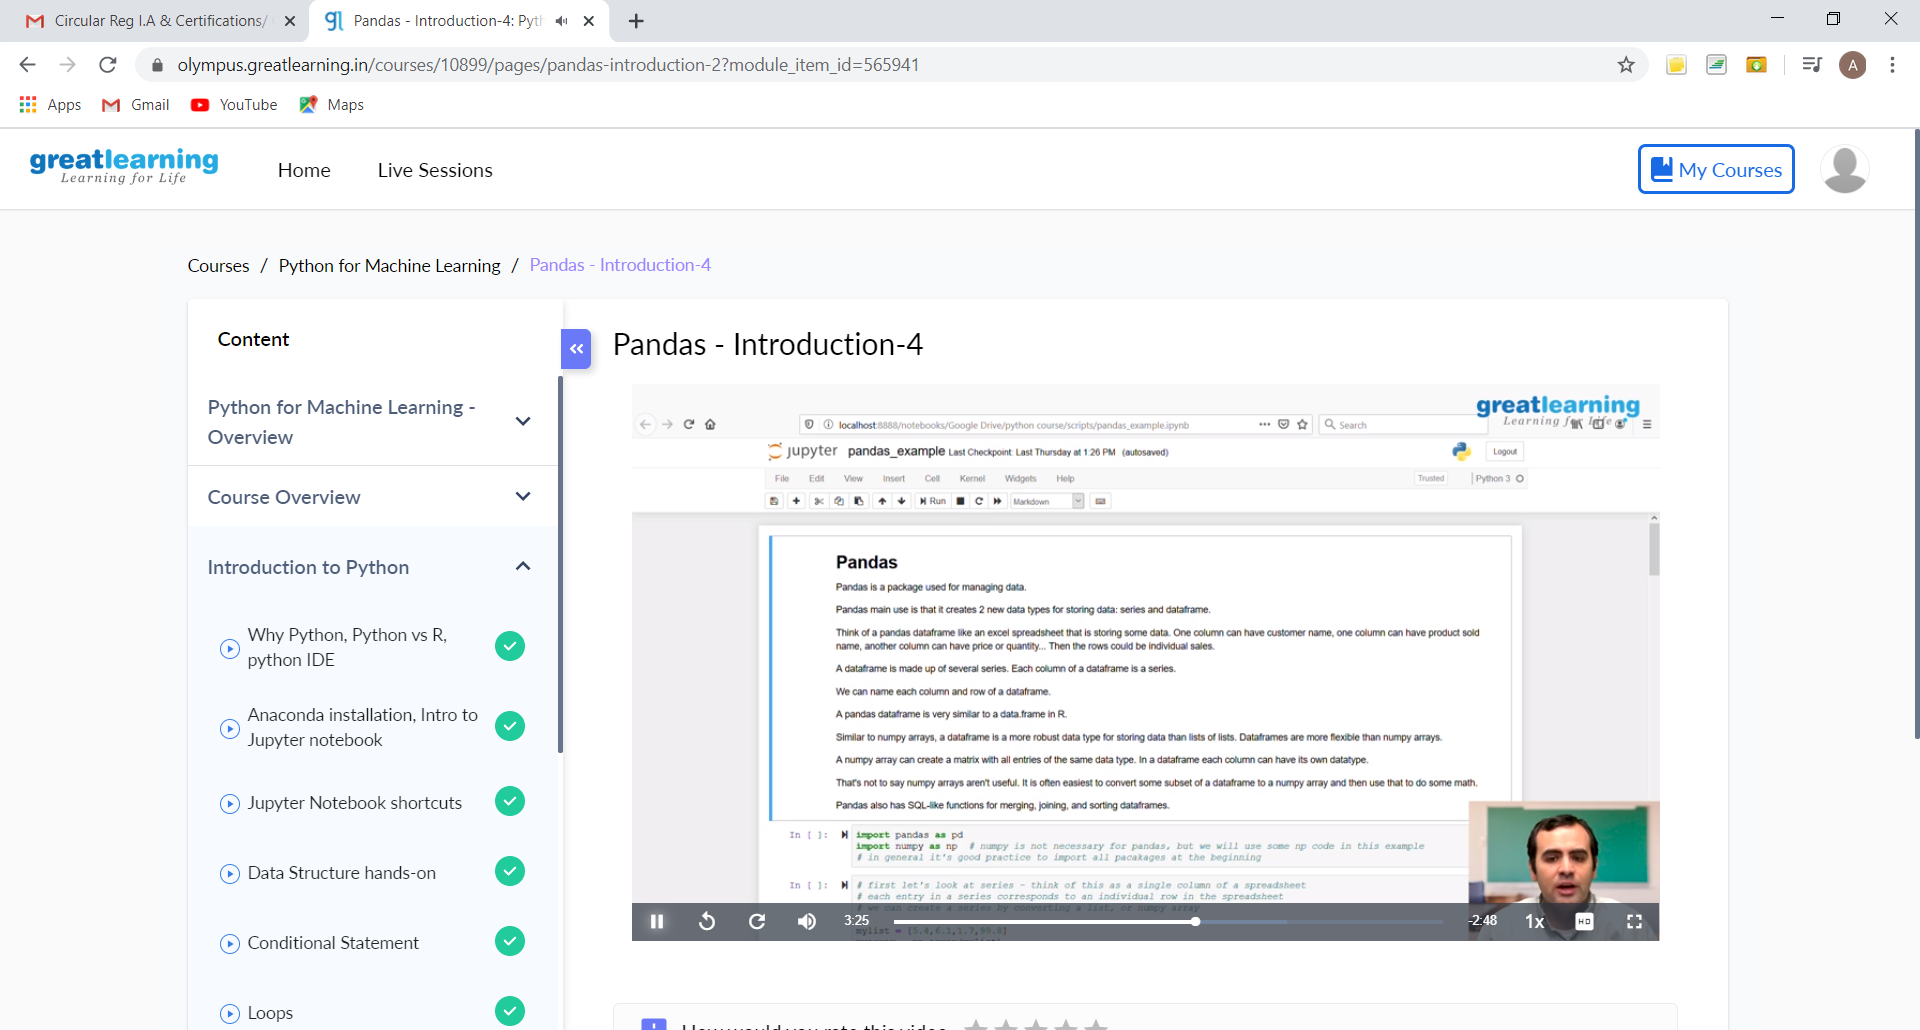 Circular Reg I.A & Certifications/
Pandas - Introduction-4: Pyt
olympus.greatlearning.in/courses/10899/pages/pandas-introduction-2?module_item_id=565941
A
Apps Gmail YouTube Maps
greatlearning
Learning for Life
Home
Live Sessions
My Courses
Courses / Python for Machine Learning / Pandas - Introduction-4
Content
Python for Machine Learning -
Overview
Course Overview
Introduction to Python
Why Python, Python vs R,
python IDE
Anaconda installation, Intro to
Jupyter notebook
Jupyter Notebook shortcuts
Data Structure hands-on
Conditional Statement
Loops
Pandas - Introduction-4
greatlearning
Learning for Life
localhost:8888/notebooks/Google Drive/python course/scripts/pandas_example.ipynb
Search
jupyter pandas_example Last Checkpoint: Last Thursday at 1:26 PM (autosaved)
Logout
File Edit View Insert Cell Kernel Widgets Help
Trusted
Python 3
Run
Markdown
Pandas
Pandas is a package used for managing data.
Pandas main use is that it creates 2 new data types for storing data: series and dataframe.
Think of a pandas dataframe like an excel spreadsheet that is storing some data. One column can have customer name, one column can have product sold
name, another column can have price or quantity... Then the rows could be individual sales.
A dataframe is made up of several series. Each column of a dataframe is a series.
We can name each column and row of a dataframe.
A pandas dataframe is very similar to a data.frame in R.
Similar to numpy arrays, a dataframe is a more robust data type for storing data than lists of lists. Dataframes are more flexible than numpy arrays.
A numpy array can create a matrix with all entries of the same data type. In a dataframe each column can have its own datatype.
That's not to say numpy arrays aren't useful. It is often easiest to convert some subset of a dataframe to a numpy array and then use that to do some math.
Pandas also has SQL-like functions for merging, joining, and sorting dataframes.
In [ ]: import pandas as pd
import numpy as np # numpy is not necessary for pandas, but we will use some np code in this example
# in general it's good practice to import all pacakages at the beginning
In [ ]: # first let's look at series - think of this as a single column of a spreadsheet
# each entry in a series corresponds to an individual row in the spreadsheet
# we can create a series by converting a list, or numpy array
mylist = [5.4,6.1,1.7,99.8]
3:25
-2:48
1x
HD
How would you rate this video